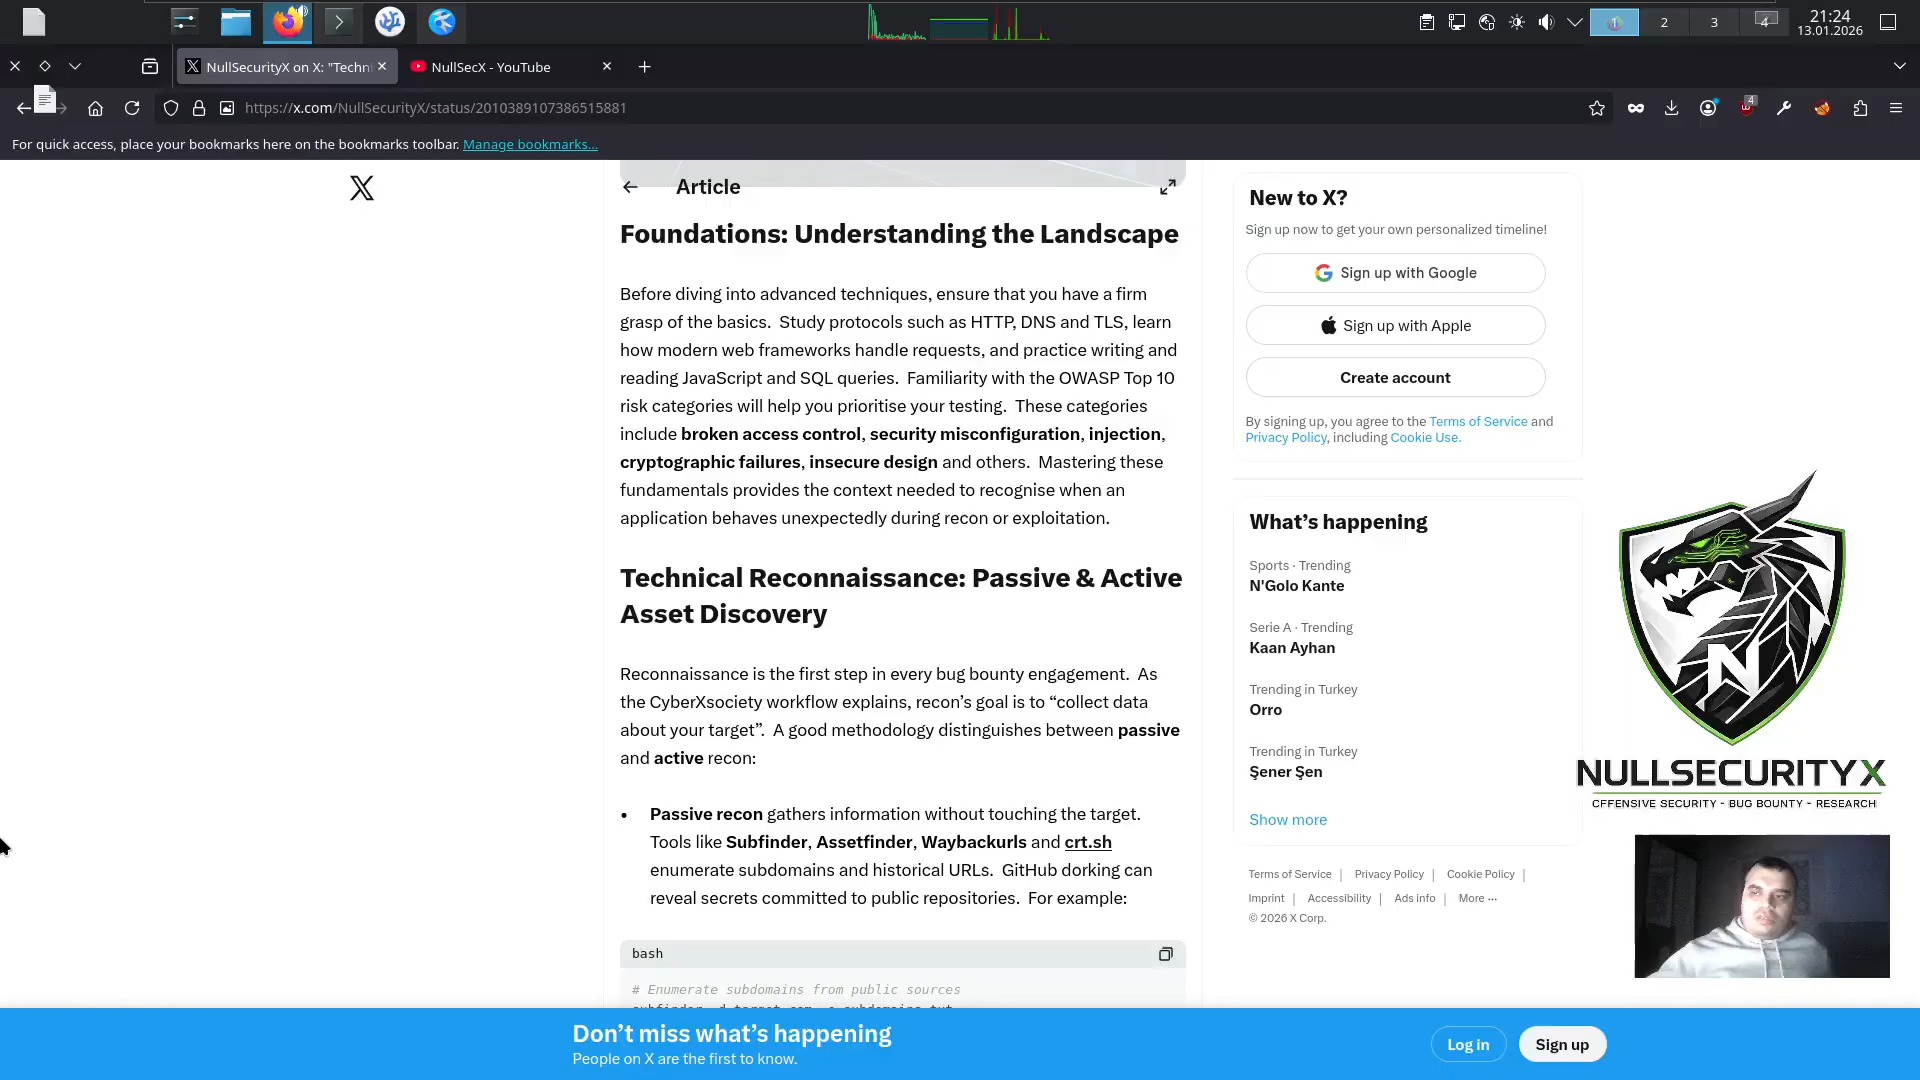 21:24
13.01.2026
1
2
3
4
NullSecurityX on X: "Techni
NullSecX - YouTube
https://x.com/NullSecurityX/status/2010389107386515881
4
For quick access, place your bookmarks here on the bookmarks toolbar. Manage bookmarks...
Article
Foundations: Understanding the Landscape
Before diving into advanced techniques, ensure that you have a firm
grasp of the basics. Study protocols such as HTTP, DNS and TLS, learn
how modern web frameworks handle requests, and practice writing and
reading JavaScript and SQL queries. Familiarity with the OWASP Top 10
risk categories will help you prioritise your testing. These categories
include broken access control, security misconfiguration, injection,
cryptographic failures, insecure design and others. Mastering these
fundamentals provides the context needed to recognise when an
application behaves unexpectedly during recon or exploitation.
Technical Reconnaissance: Passive & Active
Asset Discovery
Reconnaissance is the first step in every bug bounty engagement. As
the CyberXsociety workflow explains, recon’s goal is to “collect data
about your target”. A good methodology distinguishes between passive
and active recon:
• Passive recon gathers information without touching the target.
Tools like Subfinder, Assetfinder, Waybackurls and crt.sh
enumerate subdomains and historical URLs. GitHub dorking can
reveal secrets committed to public repositories. For example:
bash
# Enumerate subdomains from public sources
New to X?
Sign up now to get your own personalized timeline!
Sign up with Google
Sign up with Apple
Create account
By signing up, you agree to the Terms of Service and
Privacy Policy, including Cookie Use.
What’s happening
Sports · Trending
N'Golo Kante
Serie A · Trending
Kaan Ayhan
Trending in Turkey
Orro
Trending in Turkey
Şener Şen
Show more
Terms of Service | Privacy Policy | Cookie Policy |
Imprint | Accessibility | Ads info | More ···
© 2026 X Corp.
N
NULLSECURITYX
OFFENSIVE SECURITY - BUG BOUNTY - RESEARCH
Don’t miss what’s happening
People on X are the first to know.
Log in
Sign up